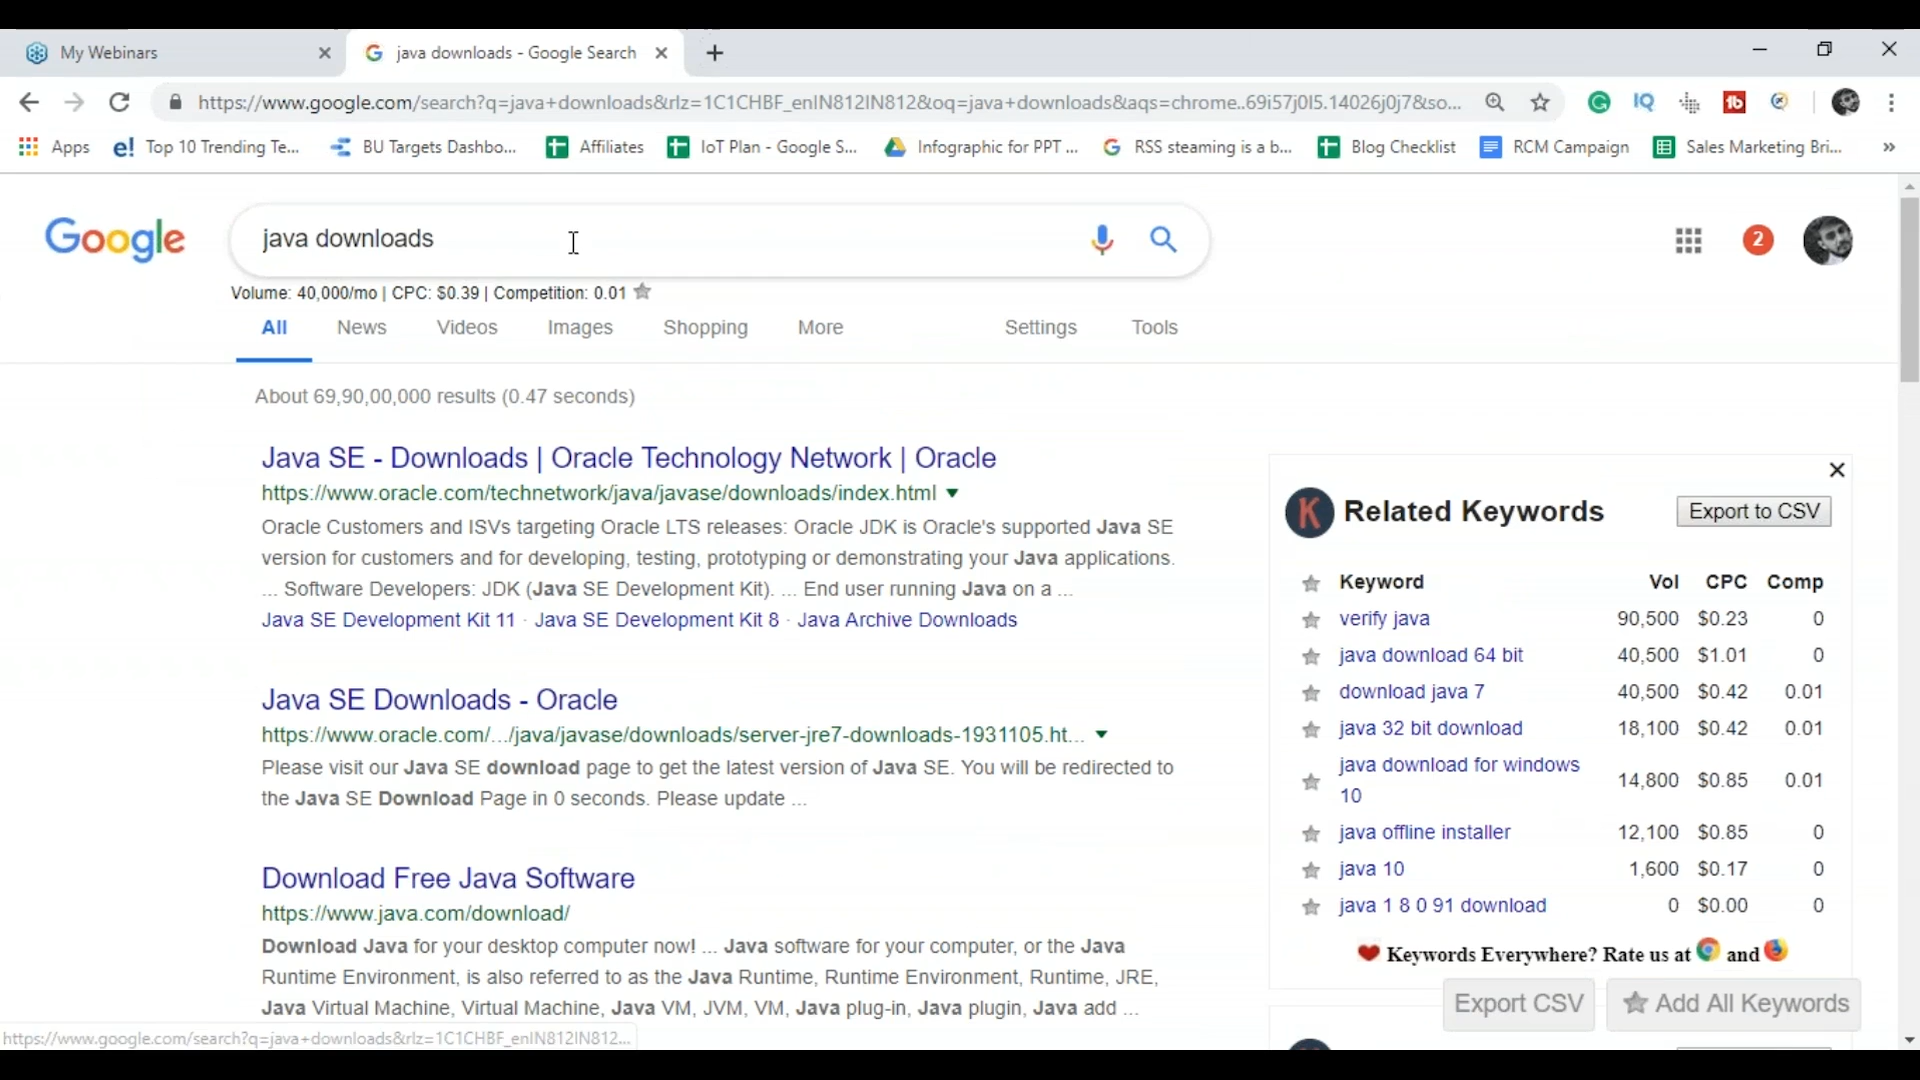 My Webinars
java downloads - Google Search
https://www.google.com/search?q=java+downloads&rlz=1C1CHBF_enIN812IN812&oq=java+downloads&aqs=chrome..69i57j0l5.14026j0j7&so...
Apps
e! Top 10 Trending Te...
BU Targets Dashbo...
Affiliates
IoT Plan - Google S...
Infographic for PPT ...
RSS steaming is a b...
Blog Checklist
RCM Campaign
Sales Marketing Bri...
»
Google
java downloads
2
Volume: 40,000/mo | CPC: $0.39 | Competition: 0.01
All News Videos Images Shopping More Settings Tools
About 69,90,00,000 results (0.47 seconds)
Java SE - Downloads | Oracle Technology Network | Oracle
https://www.oracle.com/technetwork/java/javase/downloads/index.html
Oracle Customers and ISVs targeting Oracle LTS releases: Oracle JDK is Oracle's supported Java SE
version for customers and for developing, testing, prototyping or demonstrating your Java applications.
... Software Developers: JDK (Java SE Development Kit). ... End user running Java on a ...
Java SE Development Kit 11 · Java SE Development Kit 8 · Java Archive Downloads
Java SE Downloads - Oracle
https://www.oracle.com/.../java/javase/downloads/server-jre7-downloads-1931105.ht...
Please visit our Java SE download page to get the latest version of Java SE. You will be redirected to
the Java SE Download Page in 0 seconds. Please update ...
Download Free Java Software
https://www.java.com/download/
Download Java for your desktop computer now! ... Java software for your computer, or the Java
Runtime Environment, is also referred to as the Java Runtime, Runtime Environment, Runtime, JRE,
Java Virtual Machine, Virtual Machine, Java VM, JVM, VM, Java plug-in, Java plugin, Java add ...
https://www.google.com/search?q=java+downloads&rlz=1C1CHBF_enIN812IN812...
K Related Keywords Export to CSV
Keyword Vol CPC Comp
verify java 90,500 $0.23 0
java download 64 bit 40,500 $1.01 0
download java 7 40,500 $0.42 0.01
java 32 bit download 18,100 $0.42 0.01
java download for windows 10 14,800 $0.85 0.01
java offline installer 12,100 $0.85 0
java 10 1,600 $0.17 0
java 1 8 0 91 download 0 $0.00 0
Keywords Everywhere? Rate us at and
Export CSV
Add All Keywords